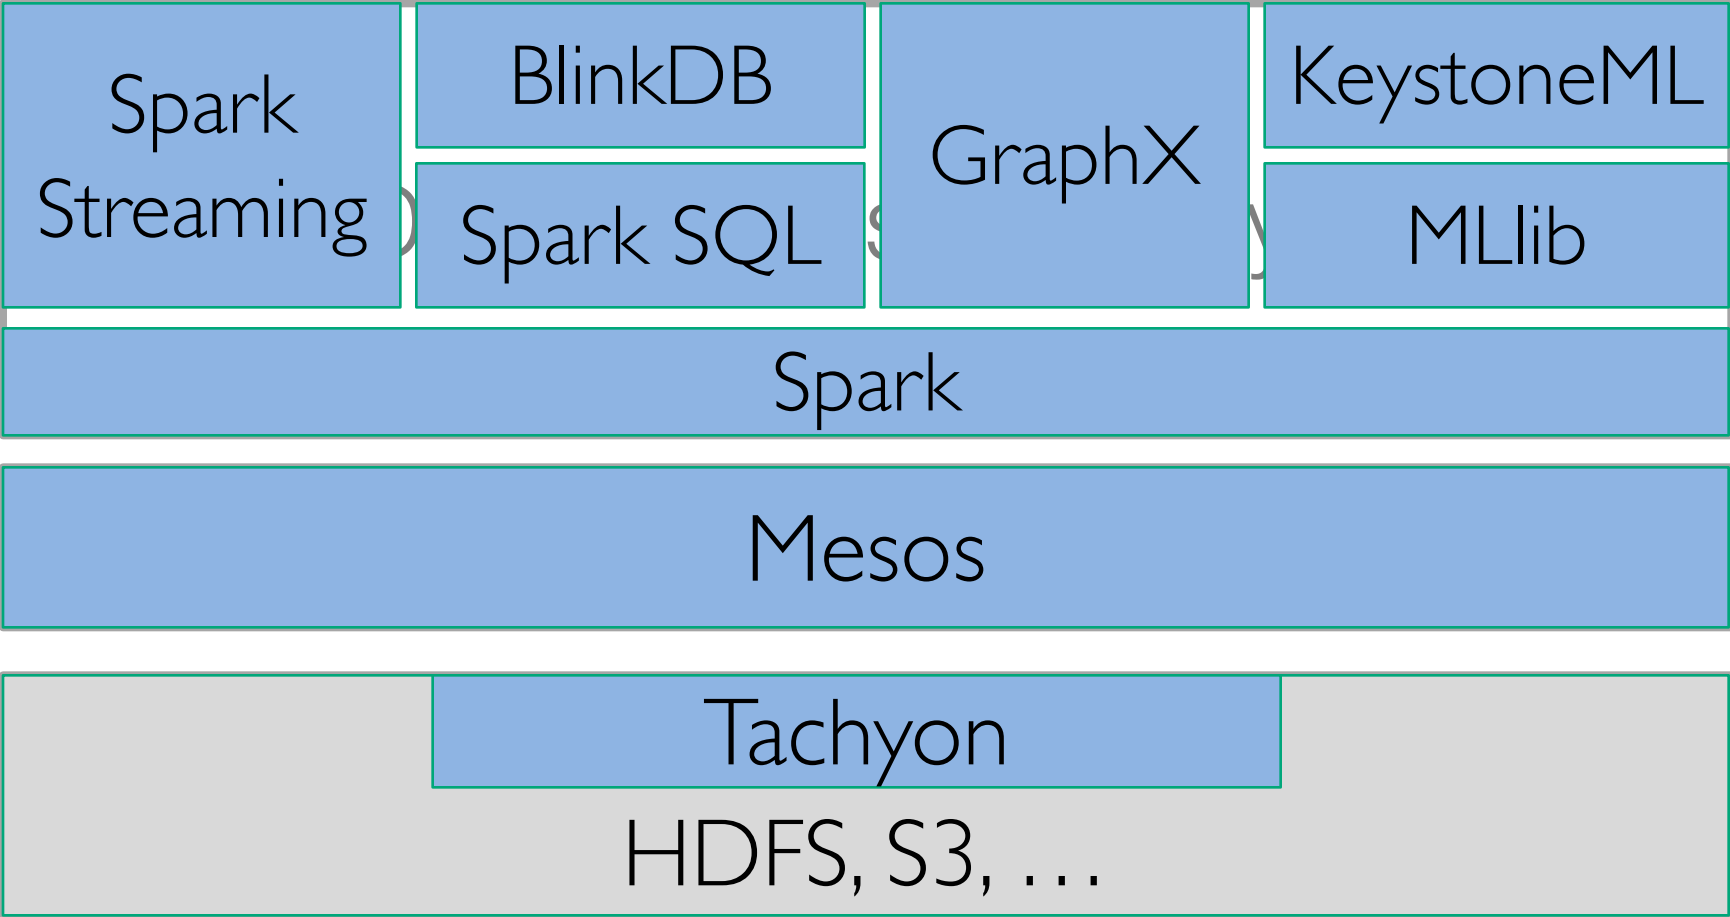 Spark
Streaming
BlinkDB
Spark SQL
GraphX
KeystoneML
MLlib
Spark
Mesos
Tachyon
HDFS, S3, …